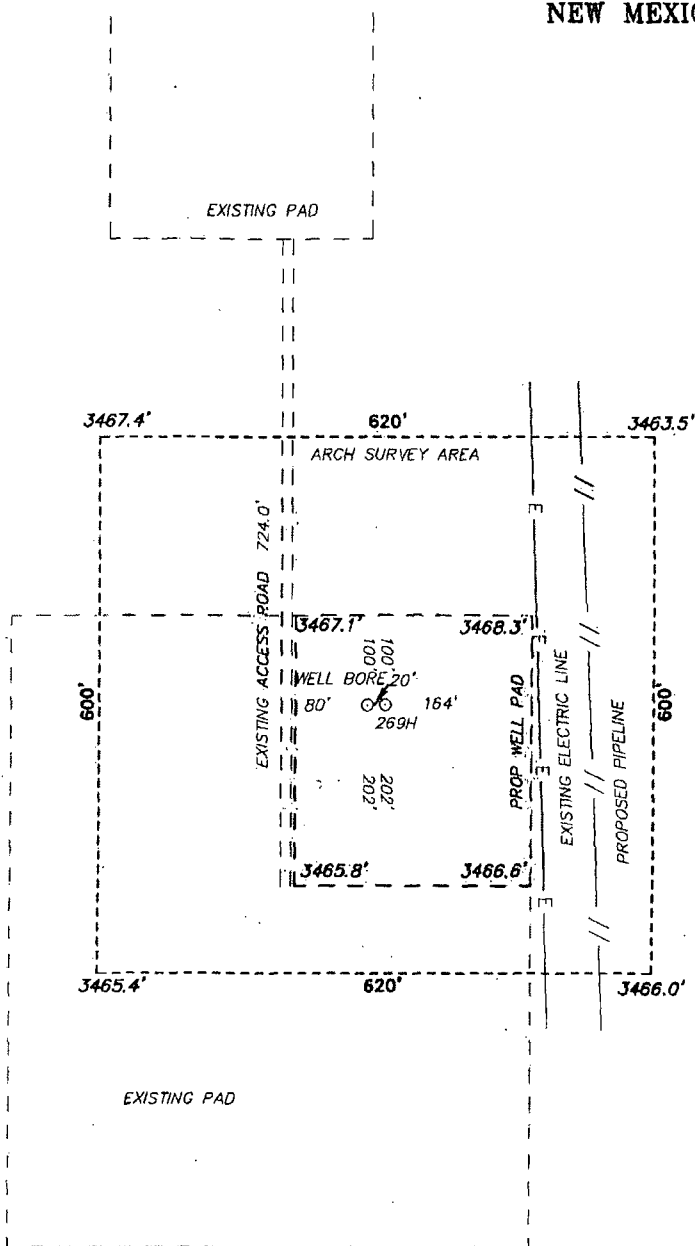 NEW MEXIC
EXISTING PAD
3467.4' 620' 3463.5'
ARCH SURVEY AREA
EXISTING ACCESS ROAD 724.0'
3467.1' 3468.3'
100' 100'
WELL BORE 20'
80' 164'
269H
202' 202'
600'
600'
PROP WELL PAD
E
E
E
E
EXISTING ELECTRIC LINE
PROPOSED PIPELINE
3465.8' 3466.6'
3465.4' 620' 3466.0'
EXISTING PAD